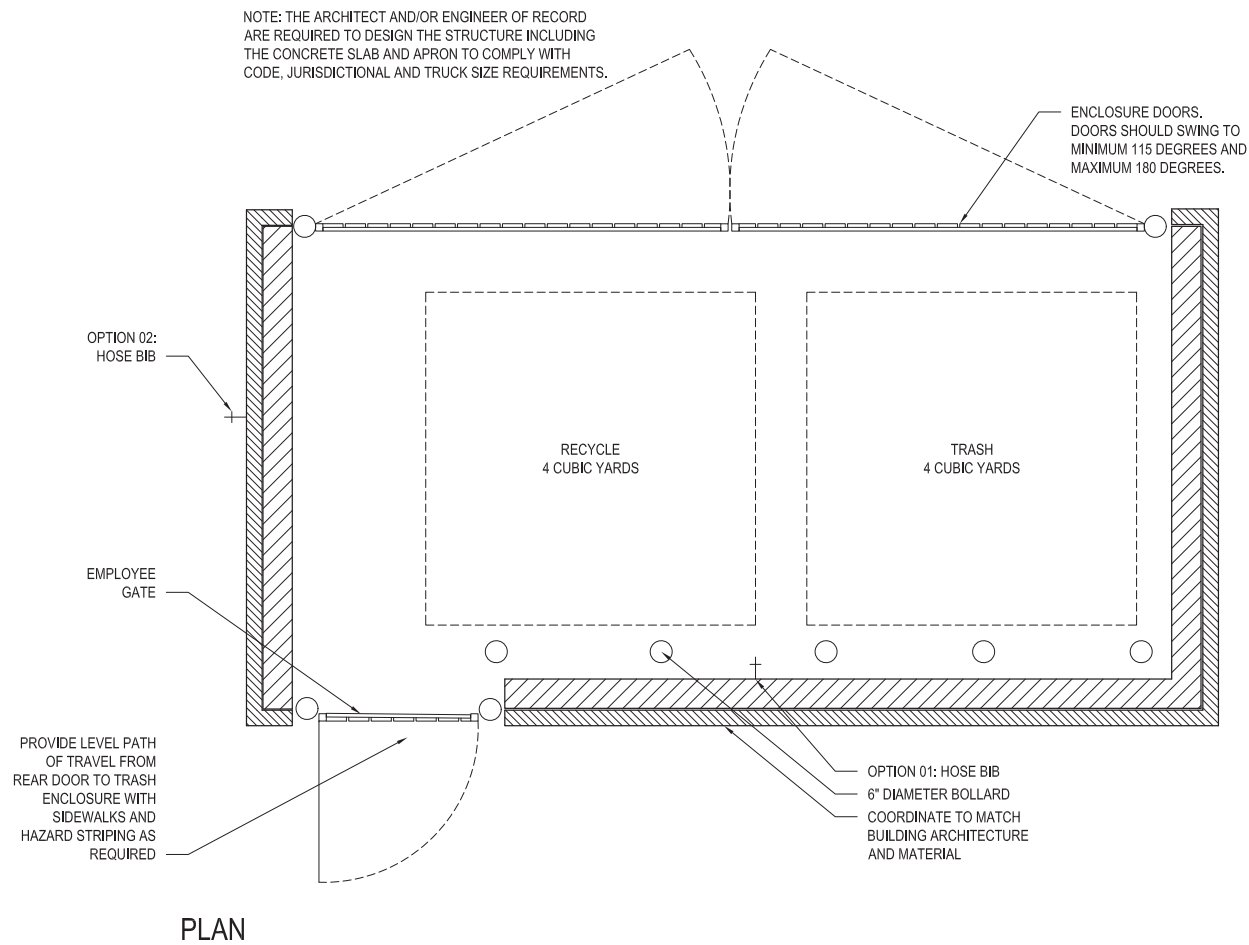 NOTE: THE ARCHITECT AND/OR ENGINEER OF RECORD
ARE REQUIRED TO DESIGN THE STRUCTURE INCLUDING
THE CONCRETE SLAB AND APRON TO COMPLY WITH
CODE, JURISDICTIONAL AND TRUCK SIZE REQUIREMENTS.
ENCLOSURE DOORS.
DOORS SHOULD SWING TO
MINIMUM 115 DEGREES AND
MAXIMUM 180 DEGREES.
OPTION 02:
HOSE BIB
RECYCLE
4 CUBIC YARDS
TRASH
4 CUBIC YARDS
EMPLOYEE
GATE
PROVIDE LEVEL PATH
OF TRAVEL FROM
REAR DOOR TO TRASH
ENCLOSURE WITH
SIDEWALKS AND
HAZARD STRIPING AS
REQUIRED
OPTION 01: HOSE BIB
6" DIAMETER BOLLARD
COORDINATE TO MATCH
BUILDING ARCHITECTURE
AND MATERIAL
PLAN